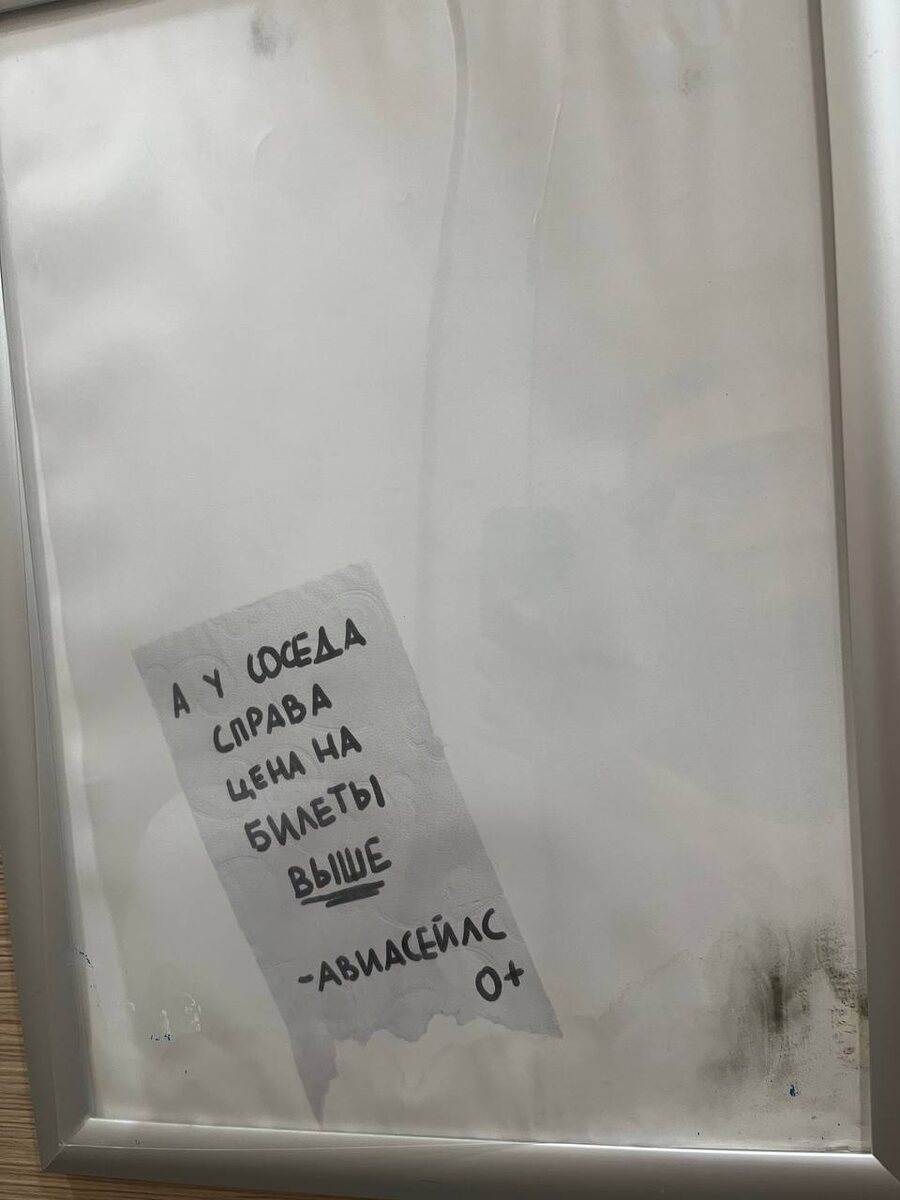 А У СОСЕДА
СПРАВА
ЦЕНА НА
БИЛЕТЫ
ВЫШЕ
-АВИАСЕЙЛС
0+